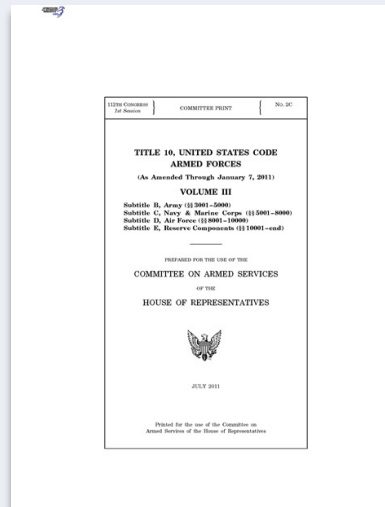 112TH CONGRESS
1st Session
COMMITTEE PRINT
No. 2C
TITLE 10, UNITED STATES CODE
ARMED FORCES
(As Amended Through January 7, 2011)
VOLUME III
Subtitle B, Army (§§ 3001–5000)
Subtitle C, Navy & Marine Corps (§§ 5001–8000)
Subtitle D, Air Force (§§ 8001–10000)
Subtitle E, Reserve Components (§§ 10001–end)
PREPARED FOR THE USE OF THE
COMMITTEE ON ARMED SERVICES
OF THE
HOUSE OF REPRESENTATIVES
JULY 2011
Printed for the use of the Committee on
Armed Services of the House of Representatives